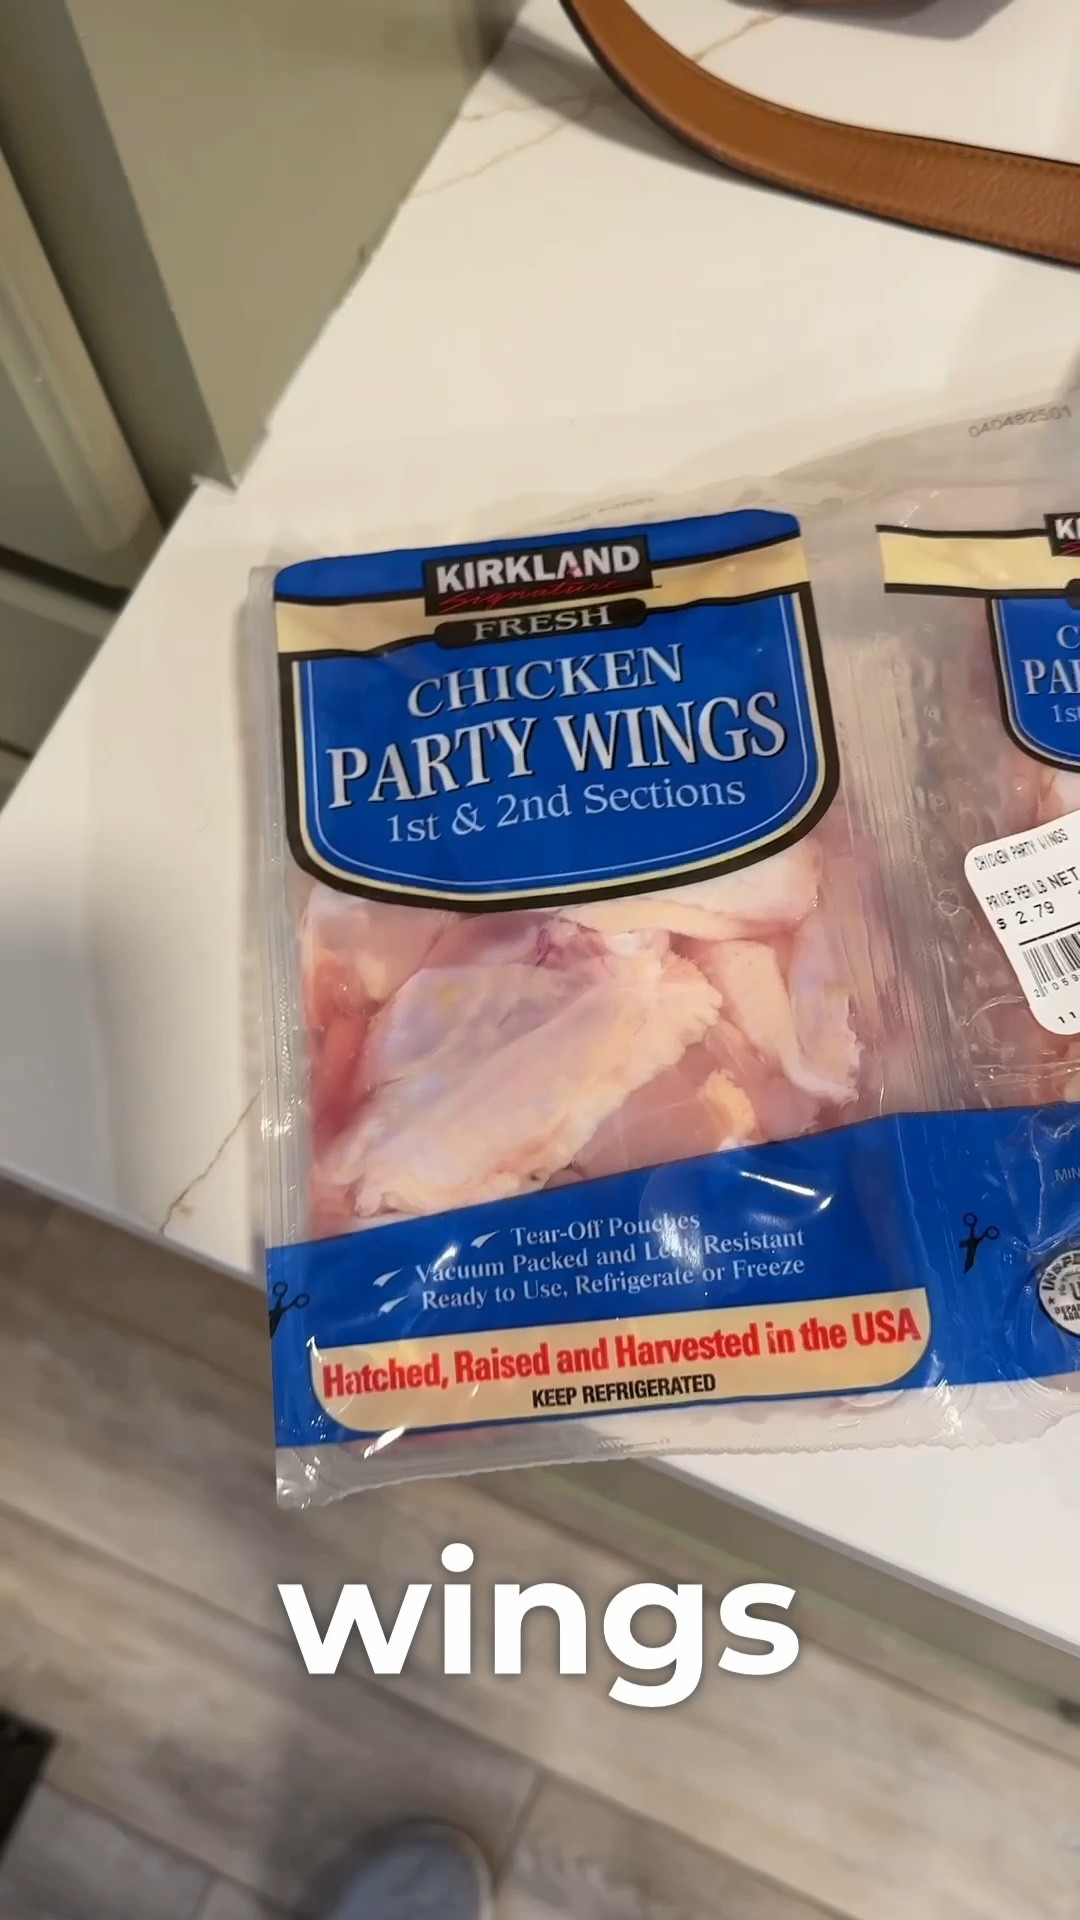 040482501
KIRKLAND
Signature
FRESH
CHICKEN
PARTY WINGS
1st & 2nd Sections
Tear-Off Pouches
Vacuum Packed and Leak Resistant
Ready to Use, Refrigerate or Freeze
Hatched, Raised and Harvested in the USA
KEEP REFRIGERATED
CHICKEN PARTY WINGS
PRICE PER LB NET
$ 2.79
wings